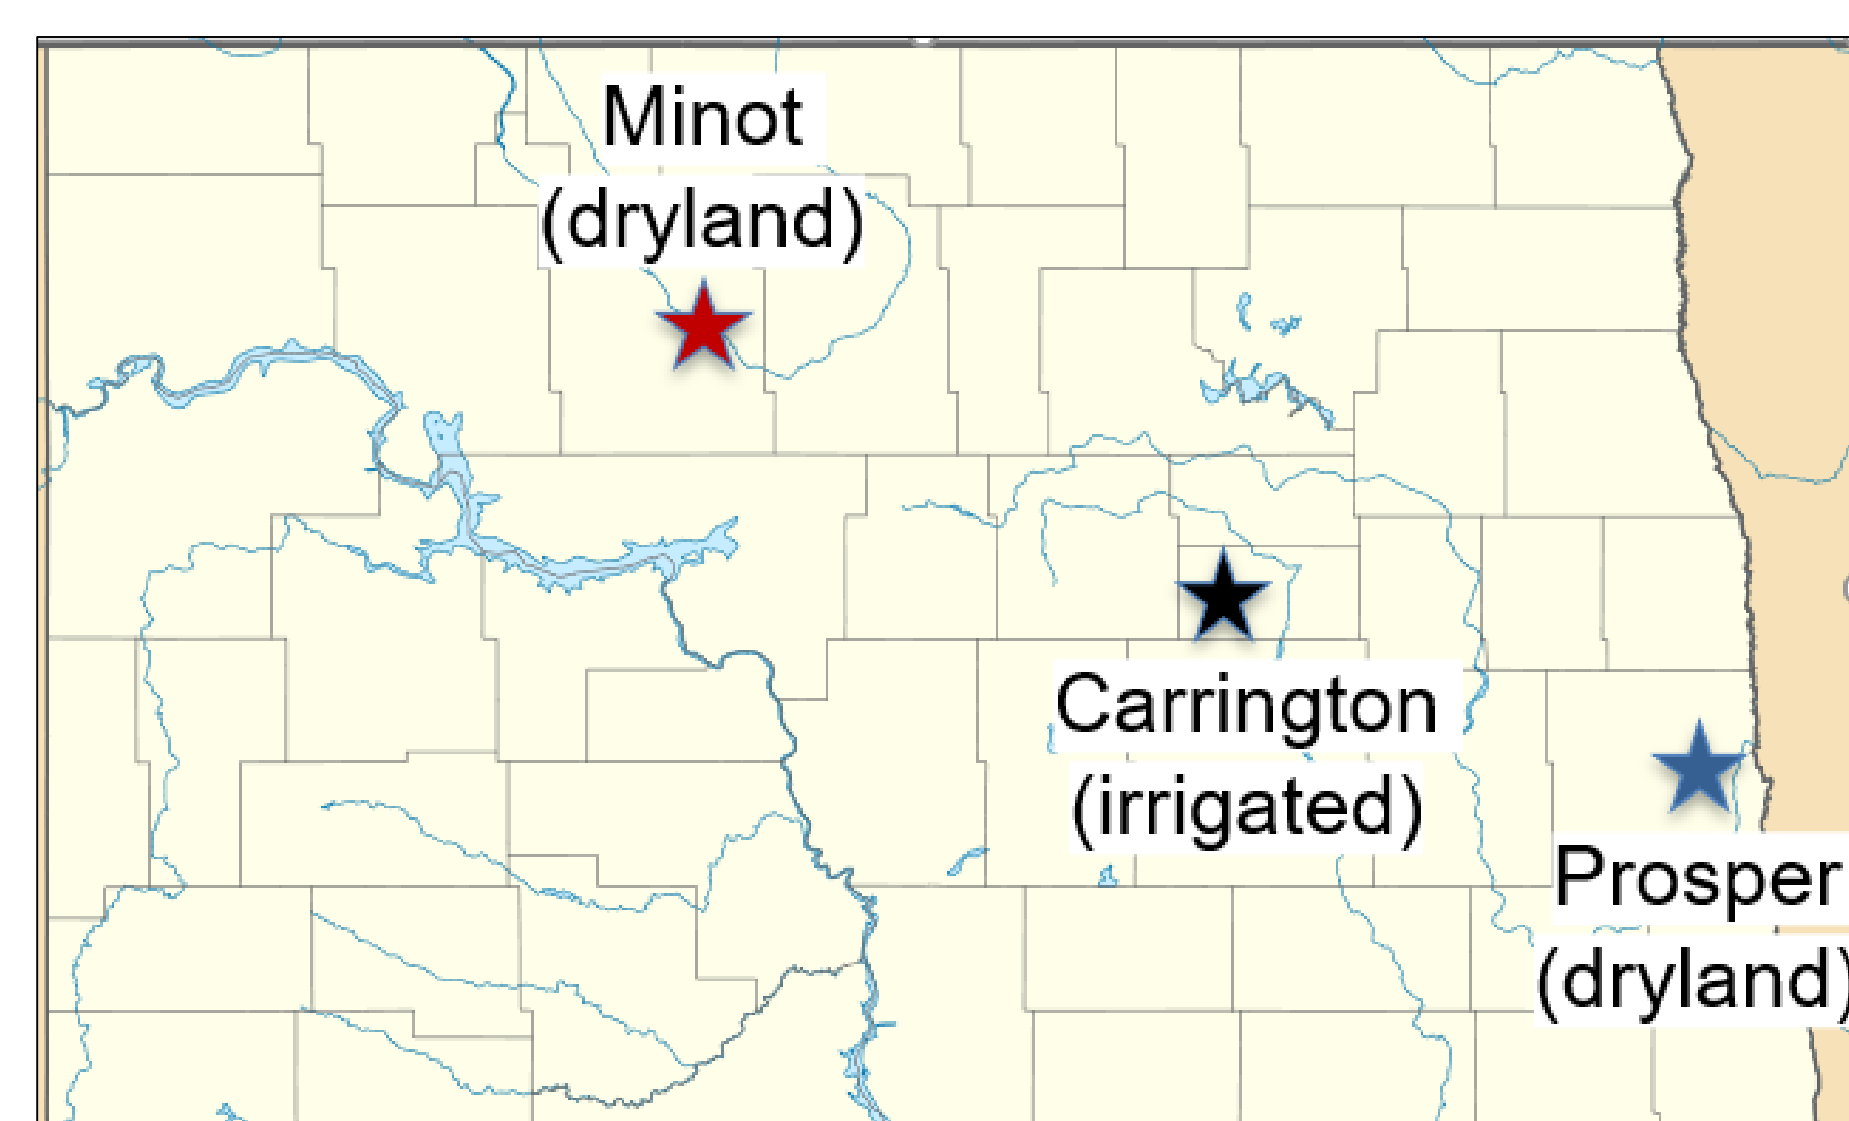 Minot
(dryland)
Carrington
(irrigated)
Prosper
(dryland)